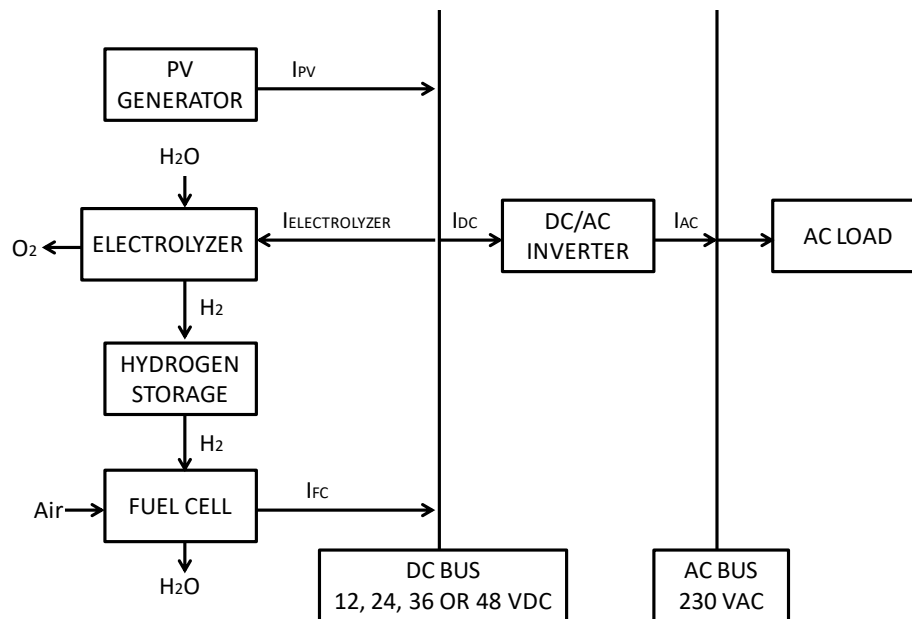 PV
GENERATOR
IPV
H2O
O2
ELECTROLYZER
IELECTROLYZER
IDC
DC/AC
INVERTER
IAC
AC LOAD
H2
HYDROGEN
STORAGE
H2
Air
FUEL CELL
IFC
H2O
DC BUS
12, 24, 36 OR 48 VDC
AC BUS
230 VAC